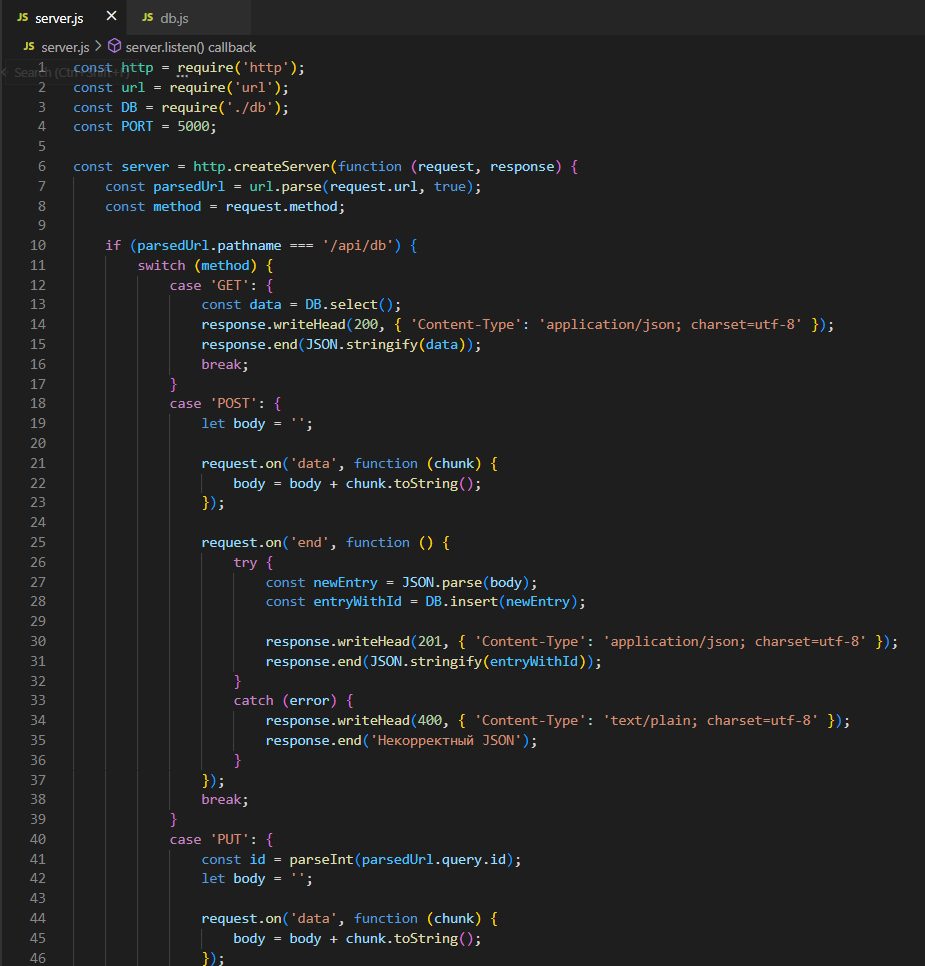 JS server.js × JS db.js
JS server.js > server.listen() callback
Search (Ctrl+Shift+F)
1 const http = require('http');
2 const url = require('url');
3 const DB = require('./db');
4 const PORT = 5000;
5
6 const server = http.createServer(function (request, response) {
7 const parsedUrl = url.parse(request.url, true);
8 const method = request.method;
9
10 if (parsedUrl.pathname === '/api/db') {
11 switch (method) {
12 case 'GET': {
13 const data = DB.select();
14 response.writeHead(200, { 'Content-Type': 'application/json; charset=utf-8' });
15 response.end(JSON.stringify(data));
16 break;
17 }
18 case 'POST': {
19 let body = '';
20
21 request.on('data', function (chunk) {
22 body = body + chunk.toString();
23 });
24
25 request.on('end', function () {
26 try {
27 const newEntry = JSON.parse(body);
28 const entryWithId = DB.insert(newEntry);
29
30 response.writeHead(201, { 'Content-Type': 'application/json; charset=utf-8' });
31 response.end(JSON.stringify(entryWithId));
32 }
33 catch (error) {
34 response.writeHead(400, { 'Content-Type': 'text/plain; charset=utf-8' });
35 response.end('Некорректный JSON');
36 }
37 });
38 break;
39 }
40 case 'PUT': {
41 const id = parseInt(parsedUrl.query.id);
42 let body = '';
43
44 request.on('data', function (chunk) {
45 body = body + chunk.toString();
46 });